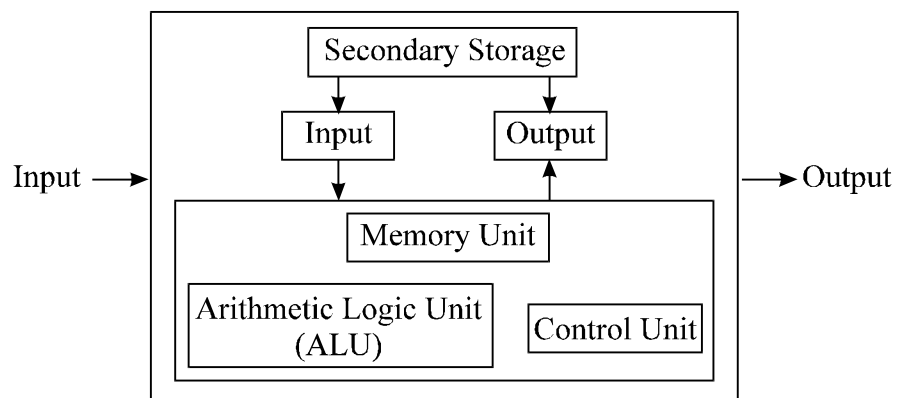 Secondary Storage
Input
Output
Input
Output
Memory Unit
Arithmetic Logic Unit
(ALU)
Control Unit